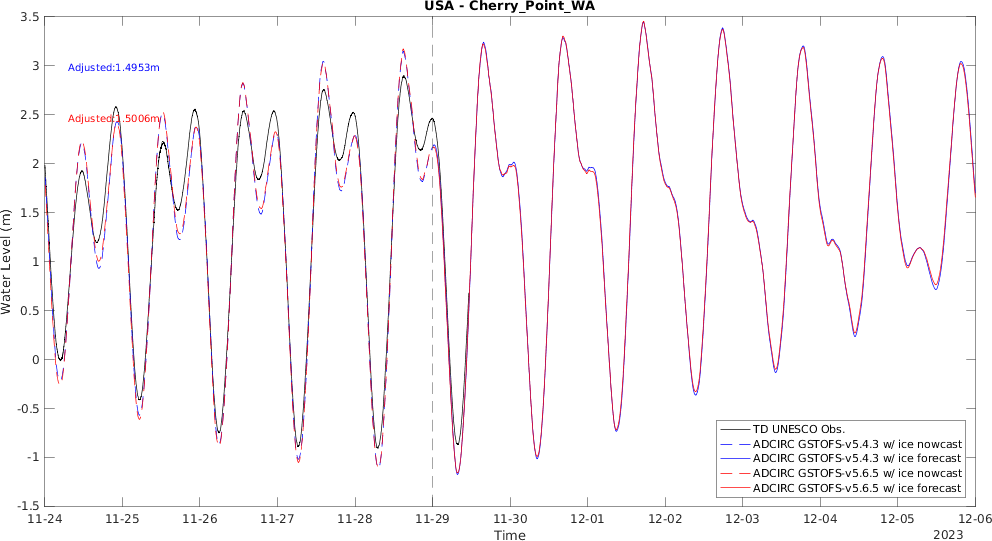 USA - Cherry_Point_WA
3.5
3
2.5
2
1.5
1
0.5
0
-0.5
-1
-1.5
Water Level (m)
Adjusted:1.4953m
Adjusted:1.5006m
TD UNESCO Obs.
ADCIRC GSTOFS-v5.4.3 w/ ice nowcast
ADCIRC GSTOFS-v5.4.3 w/ ice forecast
ADCIRC GSTOFS-v5.6.5 w/ ice nowcast
ADCIRC GSTOFS-v5.6.5 w/ ice forecast
11-24 11-25 11-26 11-27 11-28 11-29 11-30 12-01 12-02 12-03 12-04 12-05 12-06
Time
2023